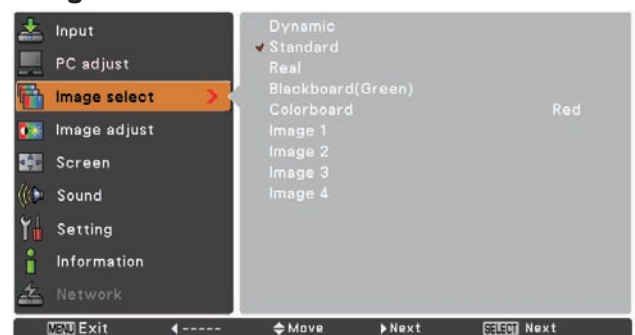 Input
PC adjust
Image select
Image adjust
Screen
Sound
Setting
Information
Network
Dynamic
Standard
Real
Blackboard(Green)
Colorboard Red
Image 1
Image 2
Image 3
Image 4
MENU Exit ----- Move Next SELECT Next